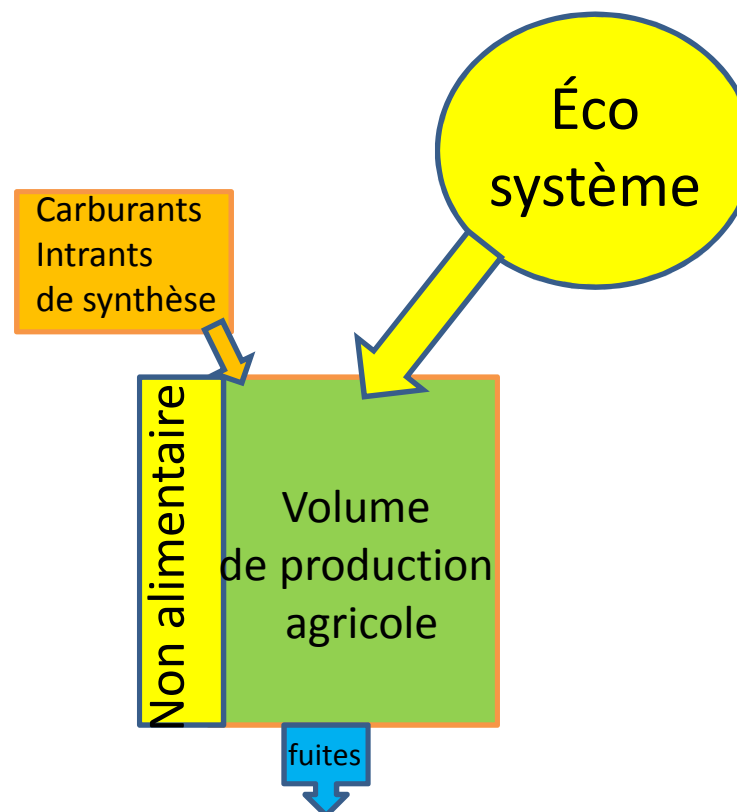 Éco
système
Carburants
Intrants
de synthèse
Non alimentaire
Volume
de production
agricole
fuites